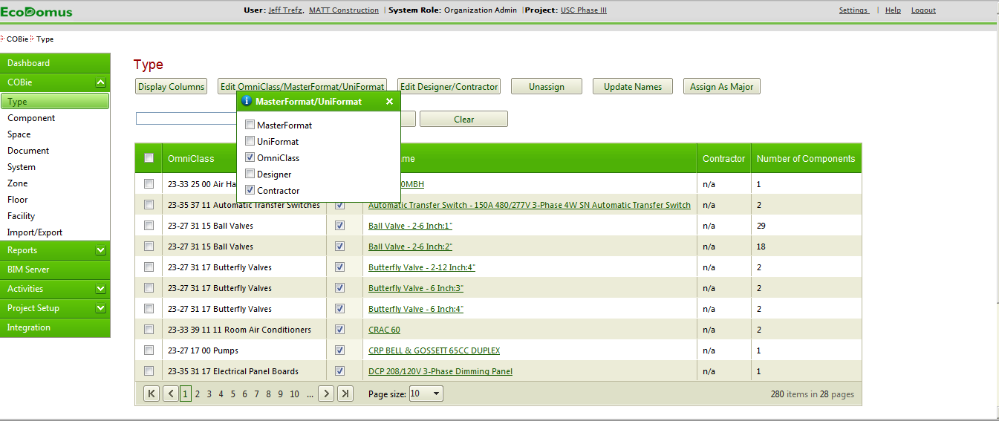 EcoDomus
User: Jeff Trefz, MATT Construction | System Role: Organization Admin | Project: USC Phase III
Settings | Help Logout
COBie Type
Dashboard
COBie
Type
Component
Space
Document
System
Zone
Floor
Facility
Import/Export
Reports
BIM Server
Activities
Project Setup
Integration
Type
Display Columns Edit OmniClass/MasterFormat/UniFormat Edit Designer/Contractor Unassign Update Names Assign As Major
MasterFormat/UniFormat
MasterFormat
UniFormat
OmniClass
Designer
Contractor
Clear
OmniClass me Contractor Number of Components
23-33 25 00 Air Ha 0MBH n/a 1
23-35 37 11 Automatic Transfer Switches Automatic Transfer Switch - 150A 480/277V 3-Phase 4W SN Automatic Transfer Switch n/a 2
23-27 31 15 Ball Valves Ball Valve - 2-6 Inch:1" n/a 29
23-27 31 15 Ball Valves Ball Valve - 2-6 Inch:2" n/a 18
23-27 31 17 Butterfly Valves Butterfly Valve - 2-12 Inch:4" n/a 2
23-27 31 17 Butterfly Valves Butterfly Valve - 6 Inch:3" n/a 2
23-27 31 17 Butterfly Valves Butterfly Valve - 6 Inch:4" n/a 2
23-33 39 11 11 Room Air Conditioners CRAC 60 n/a 2
23-27 17 00 Pumps CRP BELL & GOSSETT 65CC DUPLEX n/a 1
23-35 31 17 Electrical Panel Boards DCP 208/120V 3-Phase Dimming Panel n/a 1
1 2 3 4 5 6 7 8 9 10 ... Page size: 10 280 items in 28 pages